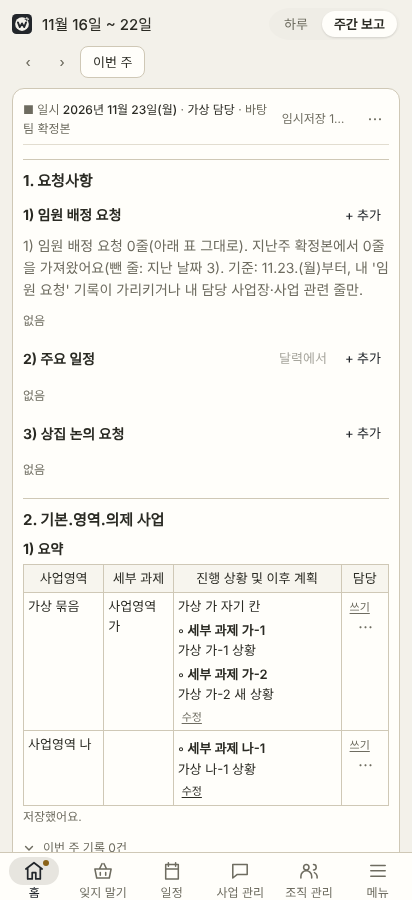 11월 16일 ~ 22일
하루
주간 보고
‹
›
이번 주
■ 일시 2026년 11월 23일(월) · 가상 담당 · 바탕
팀 확정본
임시저장 1...
...
1. 요청사항
1) 임원 배정 요청
+ 추가
1) 임원 배정 요청 0줄(아래 표 그대로). 지난주 확정본에서 0줄
을 가져왔어요(뺀 줄: 지난 날짜 3). 기준: 11.23.(월)부터, 내 '임
원 요청' 기록이 가리키거나 내 담당 사업장·사업 관련 줄만.
없음
2) 주요 일정
달력에서
+ 추가
없음
3) 상집 논의 요청
+ 추가
없음
2. 기본.영역.의제 사업
1) 요약
사업영역
세부 과제
진행 상황 및 이후 계획
담당
가상 묶음
사업영역
가
가상 가 자기 칸
∘ 세부 과제 가-1
가상 가-1 상황
∘ 세부 과제 가-2
가상 가-2 새 상황
수정
쓰기
...
사업영역 나
∘ 세부 과제 나-1
가상 나-1 상황
수정
쓰기
...
저장했어요.
이번 주 기록 0건
홈
잊지 말기
일정
사업 관리
조직 관리
메뉴